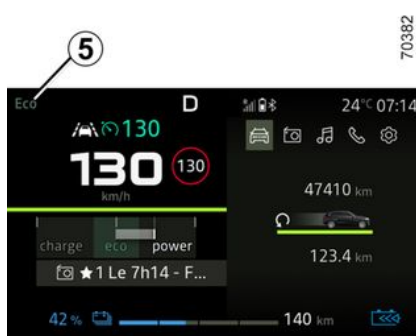 70382
5
Eco D 24°C 07:14
130
130 130
km/h
47410 km
charge eco power
123.4 km
1 Le 7h14 - F...
42 % 140 km